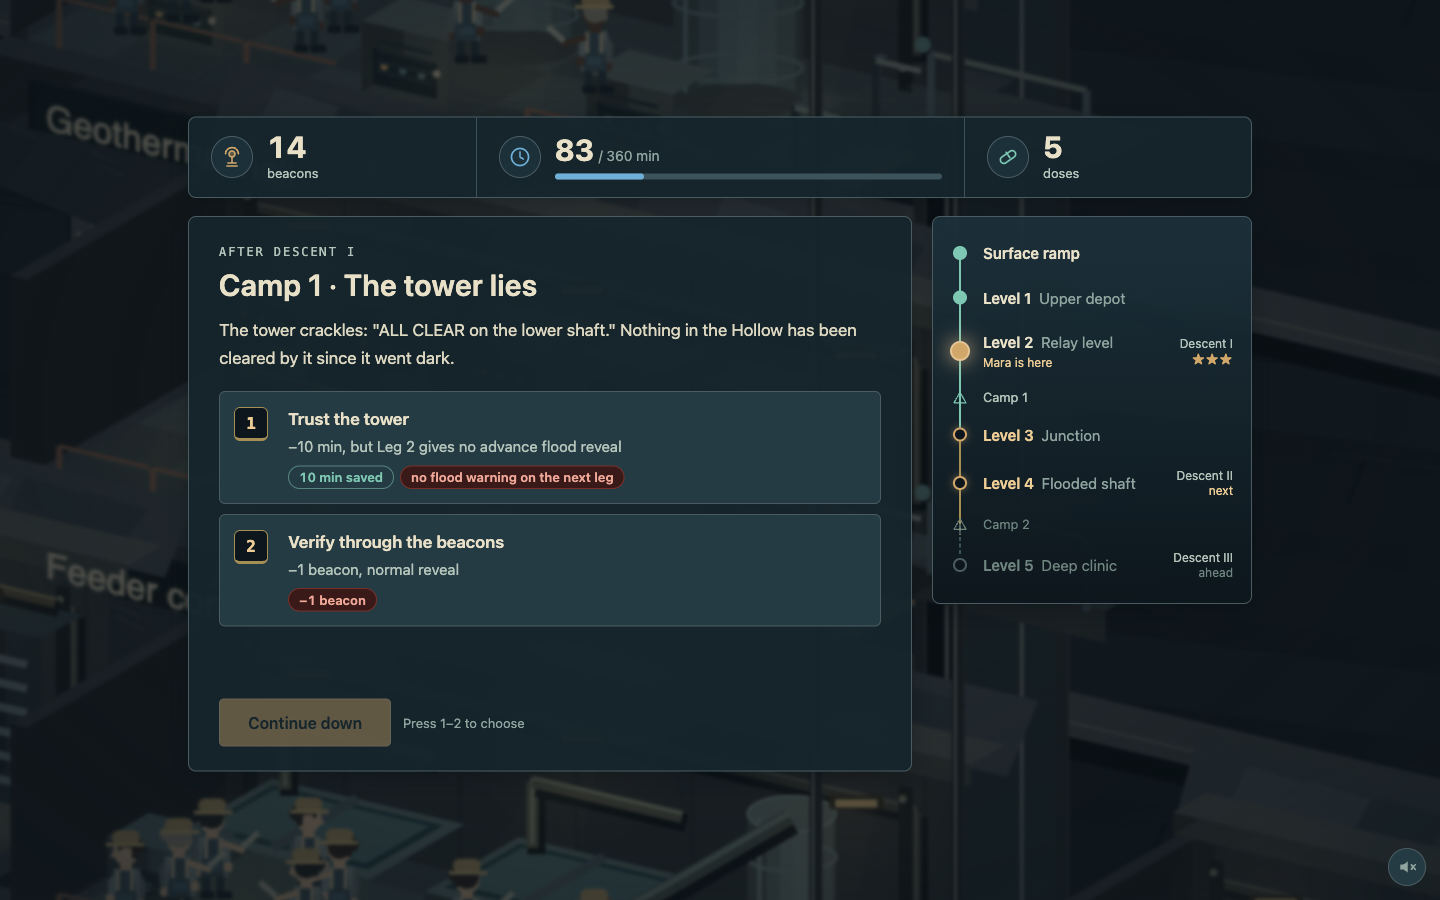 Geotherm
14
beacons
83 / 360 min
5
doses
AFTER DESCENT I
Camp 1 · The tower lies
The tower crackles: "ALL CLEAR on the lower shaft." Nothing in the Hollow has been
cleared by it since it went dark.
1
Trust the tower
−10 min, but Leg 2 gives no advance flood reveal
10 min saved
no flood warning on the next leg
2
Verify through the beacons
−1 beacon, normal reveal
−1 beacon
Continue down
Press 1–2 to choose
Surface ramp
Level 1 Upper depot
Level 2 Relay level
Descent I
★★★
Mara is here
Camp 1
Level 3 Junction
Level 4 Flooded shaft
Descent II
next
Camp 2
Level 5 Deep clinic
Descent III
ahead
Feeder co